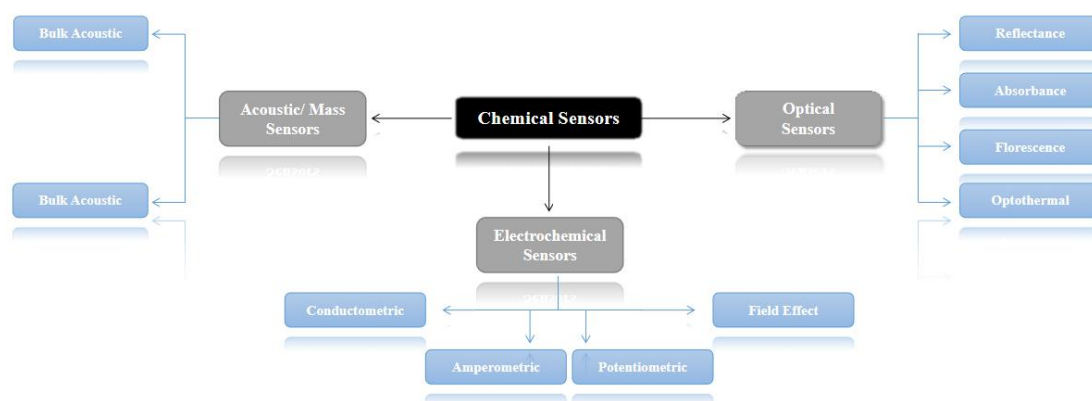 Bulk Acoustic
Reflectance
Acoustic/ Mass
Sensors
Chemical Sensors
Optical
Sensors
Absorbance
Florescence
Bulk Acoustic
Optothermal
Electrochemical
Sensors
Conductometric
Field Effect
Amperometric
Potentiometric